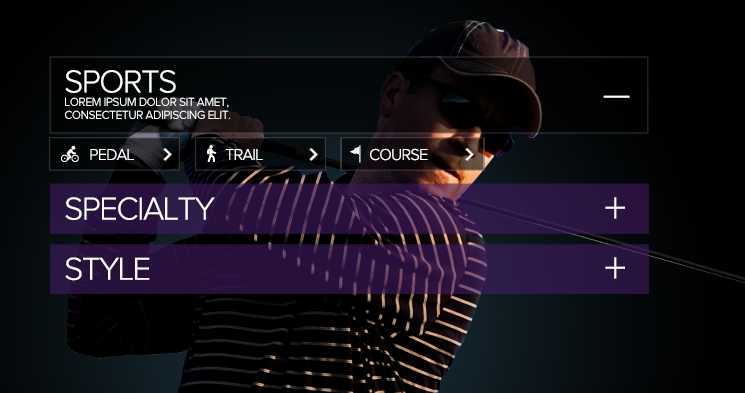 SPORTS
LOREM IPSUM DOLOR SIT AMET,
CONSECTETUR ADIPISCING ELIT.
PEDAL
TRAIL
COURSE
SPECIALTY
STYLE